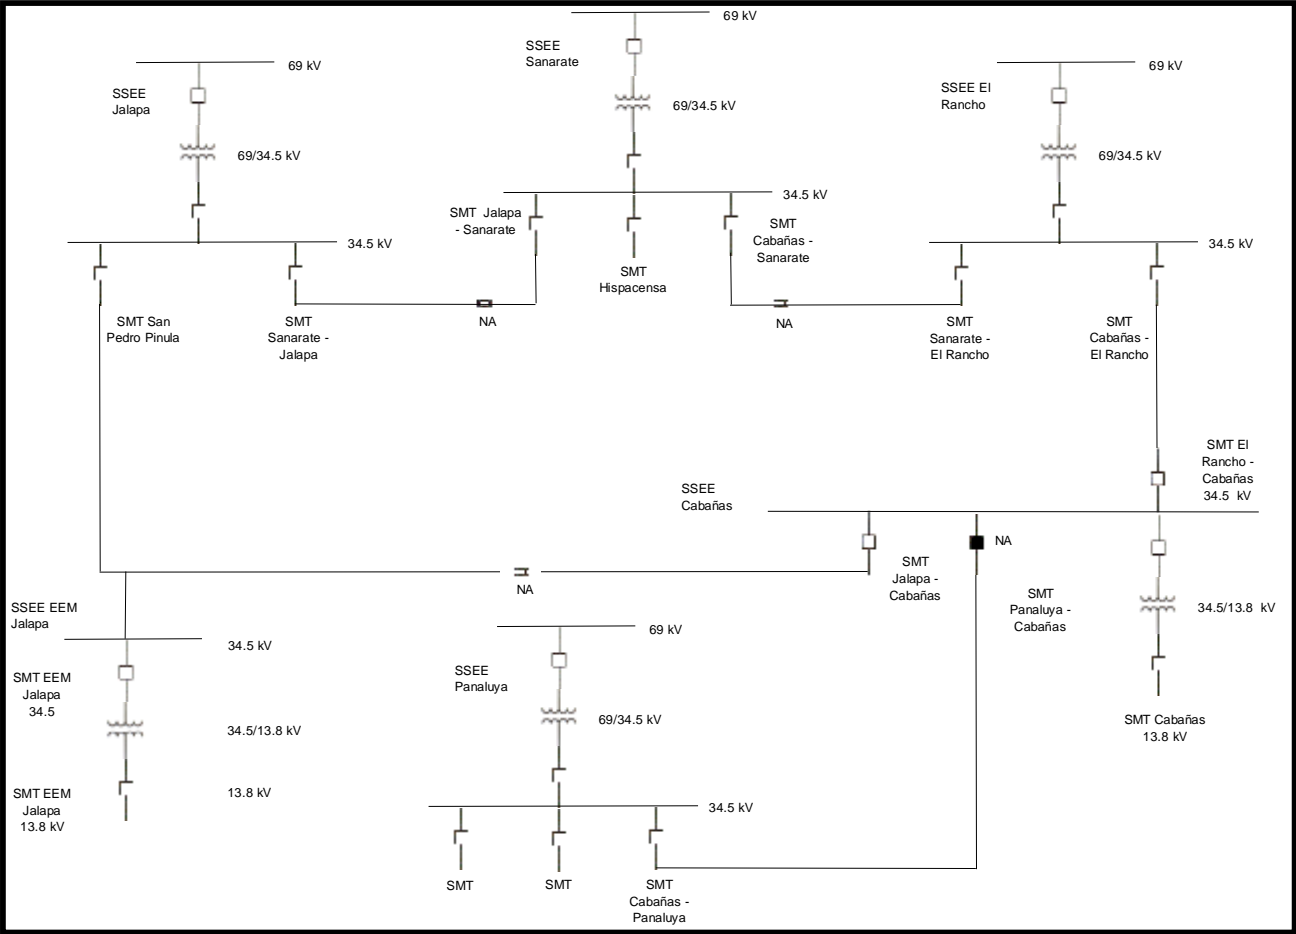 69 kV
SSEE
Sanarate
69/34.5 kV
34.5 kV
SMT  Jalapa
- Sanarate
SMT
Hispacensa
SMT
Cabañas -
Sanarate
69 kV
SSEE
Jalapa
69/34.5 kV
34.5 kV
SMT San
Pedro Pinula
SMT
Sanarate -
Jalapa
NA
NA
69 kV
SSEE El
Rancho
69/34.5 kV
34.5 kV
SMT
Sanarate -
El Rancho
SMT
Cabañas -
El Rancho
SMT El
Rancho -
Cabañas
34.5  kV
SSEE
Cabañas
NA
SMT
Jalapa -
Cabañas
SMT
Panaluya -
Cabañas
34.5/13.8  kV
SMT Cabañas
13.8 kV
NA
SSEE EEM
Jalapa
34.5 kV
SMT EEM
Jalapa
34.5
34.5/13.8 kV
13.8 kV
SMT EEM
Jalapa
13.8 kV
69 kV
SSEE
Panaluya
69/34.5 kV
34.5 kV
SMT
SMT
SMT
Cabañas -
Panaluya